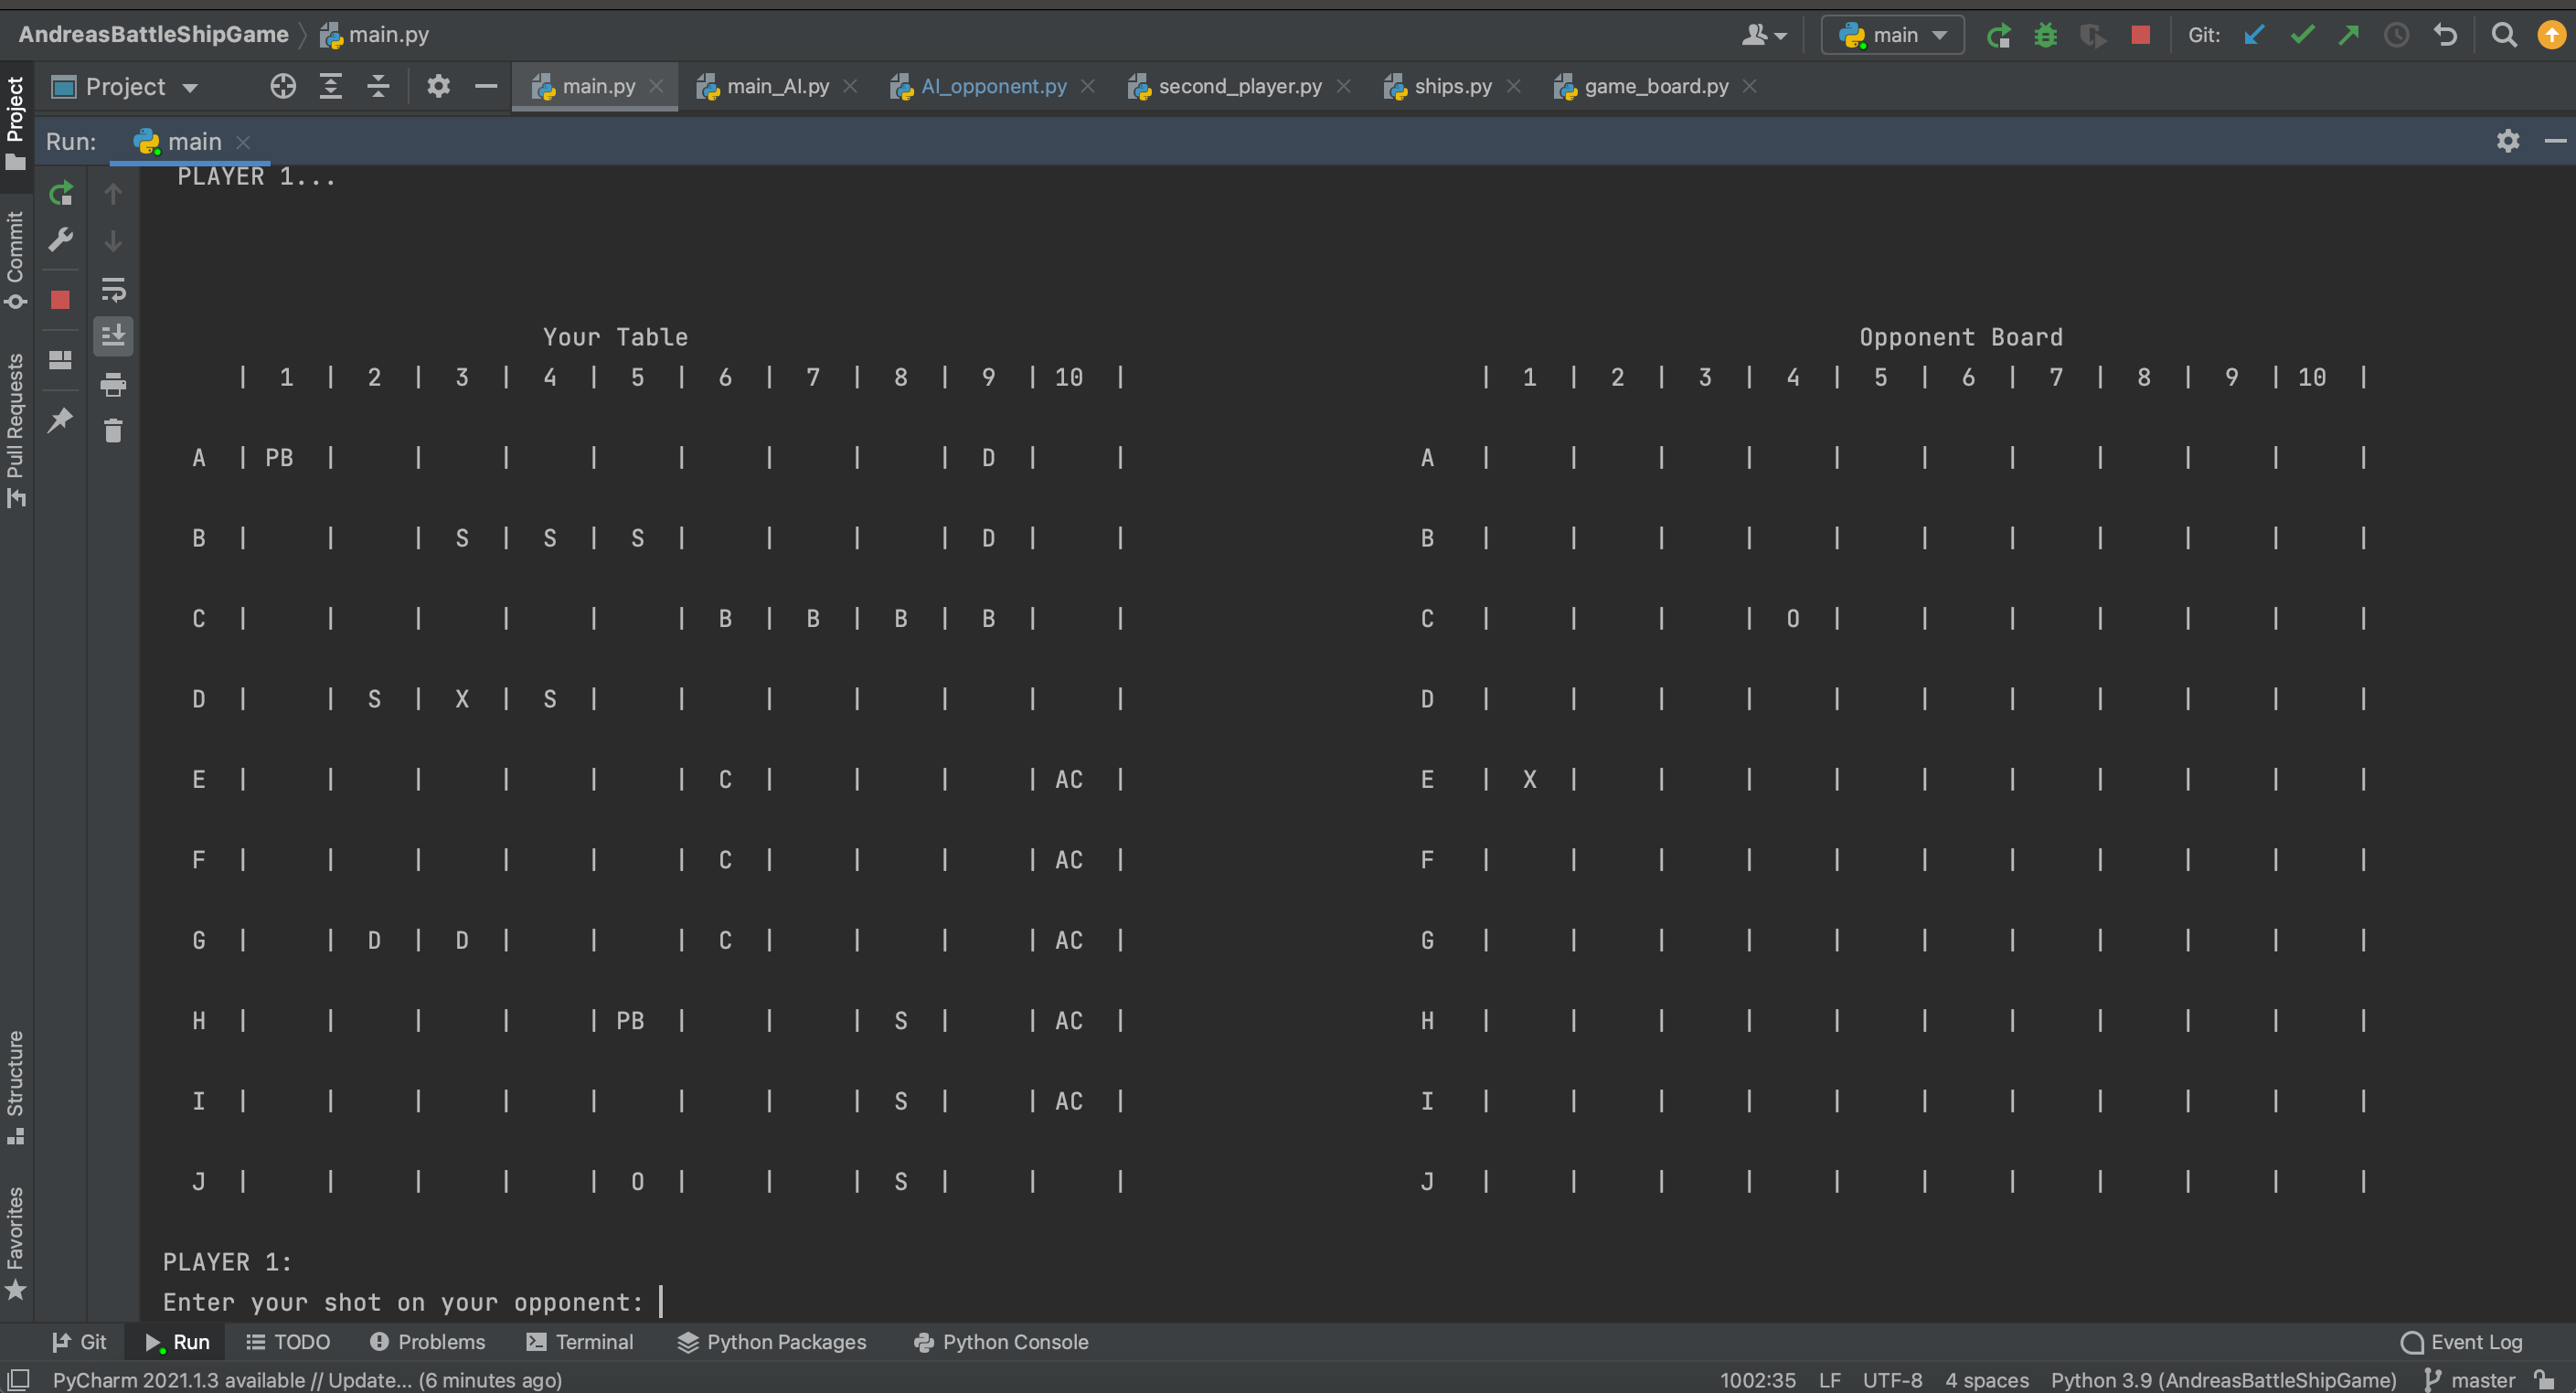 AndreasBattleShipGame main.py main Git:
Project main.py main_AI.py AI_opponent.py second_player.py ships.py game_board.py
Run: main
Project
Commit
Pull Requests
Structure
Favorites
PLAYER 1...
Your Table Opponent Board
| 1 | 2 | 3 | 4 | 5 | 6 | 7 | 8 | 9 | 10 | | 1 | 2 | 3 | 4 | 5 | 6 | 7 | 8 | 9 | 10 |
A | PB | | | | | | | | D | | A | | | | | | | | | | |
B | | | S | S | S | | | | D | | B | | | | | | | | | | |
C | | | | | | B | B | B | B | | C | | | | O | | | | | | |
D | | S | X | S | | | | | | | D | | | | | | | | | | |
E | | | | | | C | | | | AC | E | X | | | | | | | | | |
F | | | | | | C | | | | AC | F | | | | | | | | | | |
G | | D | D | | | C | | | | AC | G | | | | | | | | | | |
H | | | | | PB | | | S | | AC | H | | | | | | | | | | |
I | | | | | | | | S | | AC | I | | | | | | | | | | |
J | | | | | O | | | S | | | J | | | | | | | | | | |
PLAYER 1:
Enter your shot on your opponent:
Git Run TODO Problems Terminal Python Packages Python Console Event Log
PyCharm 2021.1.3 available // Update... (6 minutes ago) 1002:35 LF UTF-8 4 spaces Python 3.9 (AndreasBattleShipGame) master